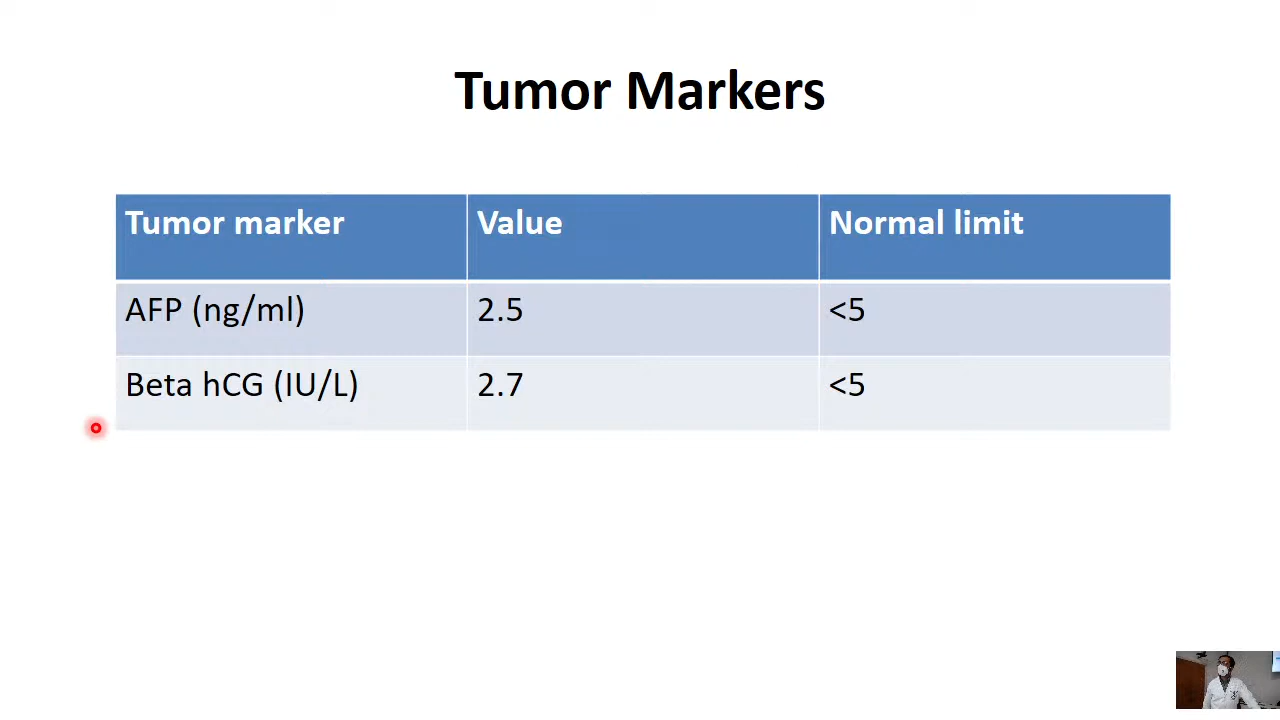 Tumor Markers
Tumor marker Value Normal limit
AFP (ng/ml) 2.5 <5
Beta hCG (IU/L) 2.7 <5